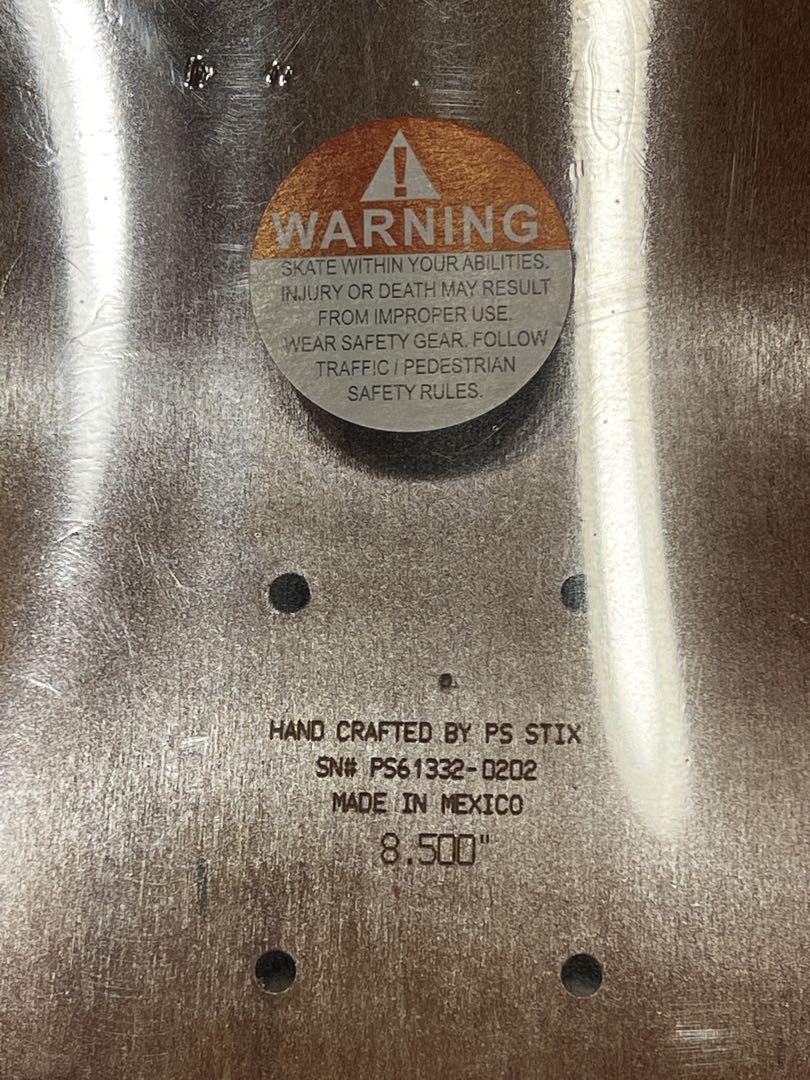 WARNING
SKATE WITHIN YOUR ABILITIES.
INJURY OR DEATH MAY RESULT
FROM IMPROPER USE.
WEAR SAFETY GEAR. FOLLOW
TRAFFIC / PEDESTRIAN
SAFETY RULES.
HAND CRAFTED BY PS STIX
SN# PS61332-0202
MADE IN MEXICO
8.500"